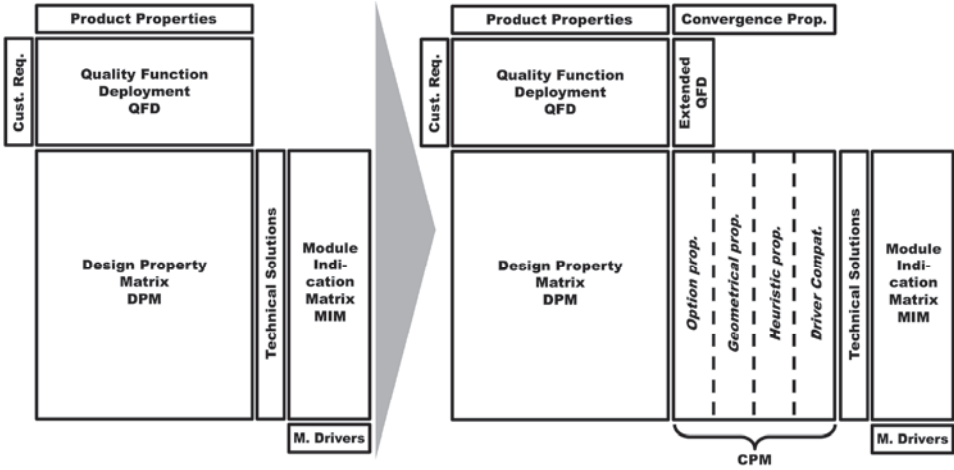 Product Properties
Cust. Req.
Quality Function
Deployment
QFD
Design Property
Matrix
DPM
Technical Solutions
Module
Indi-
cation
Matrix
MIM
M. Drivers
Product Properties
Convergence Prop.
Cust. Req.
Quality Function
Deployment
QFD
Extended
QFD
Design Property
Matrix
DPM
Option prop.
Geometrical prop.
Heuristic prop.
Driver Compat.
Technical Solutions
Module
Indi-
cation
Matrix
MIM
M. Drivers
CPM